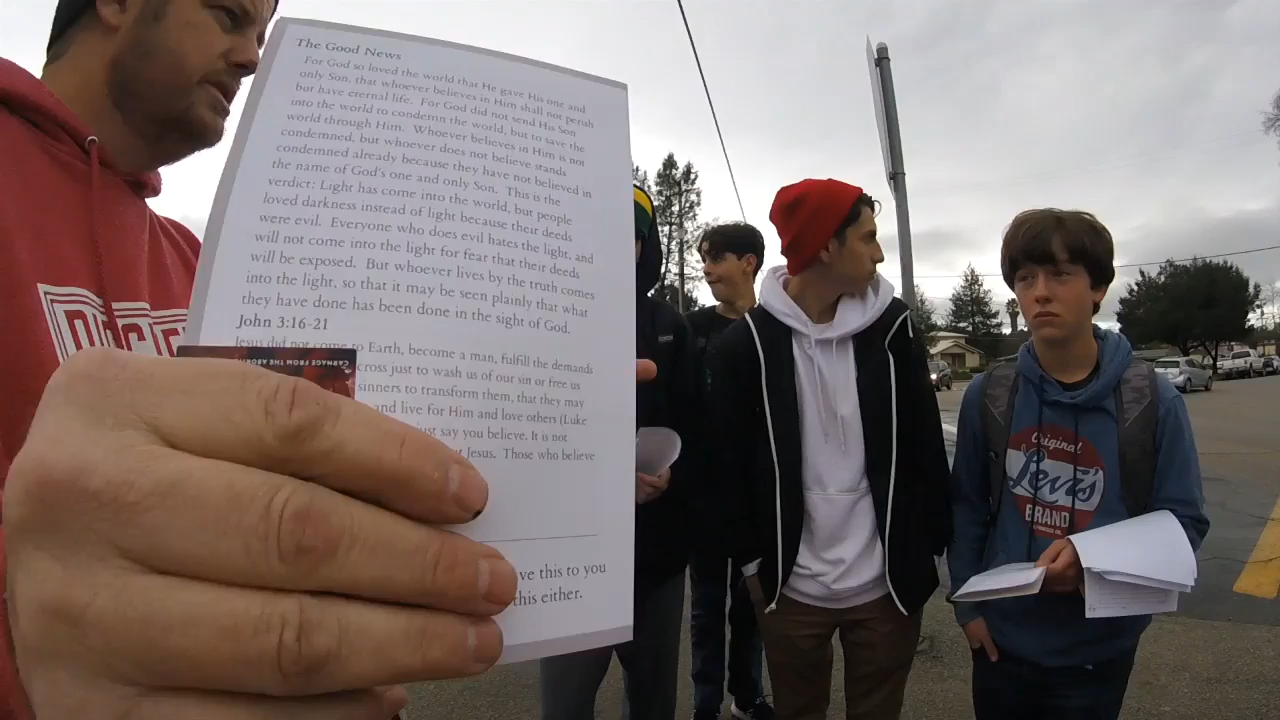 The Good News
For God so loved the world that He gave His one and
only Son, that whoever believes in Him shall not perish
but have eternal life. For God did not send His Son
into the world to condemn the world, but to save the
world through Him. Whoever believes in Him is not
condemned, but whoever does not believe stands
condemned already because they have not believed in
the name of God's one and only Son. This is the
verdict: Light has come into the world, but people
loved darkness instead of light because their deeds
were evil. Everyone who does evil hates the light, and
will not come into the light for fear that their deeds
will be exposed. But whoever lives by the truth comes
into the light, so that it may be seen plainly that what
they have done has been done in the sight of God.
John 3:16-21
Jesus did not come to Earth, become a man, fulfill the demands
cross just to wash us of our sin or free us
sinners to transform them, that they may
and live for Him and love others (Luke
just say you believe. It is not
Jesus. Those who believe
ve this to you
this either.
CARNAGE FROM THE
Original
Levi's
BRAND